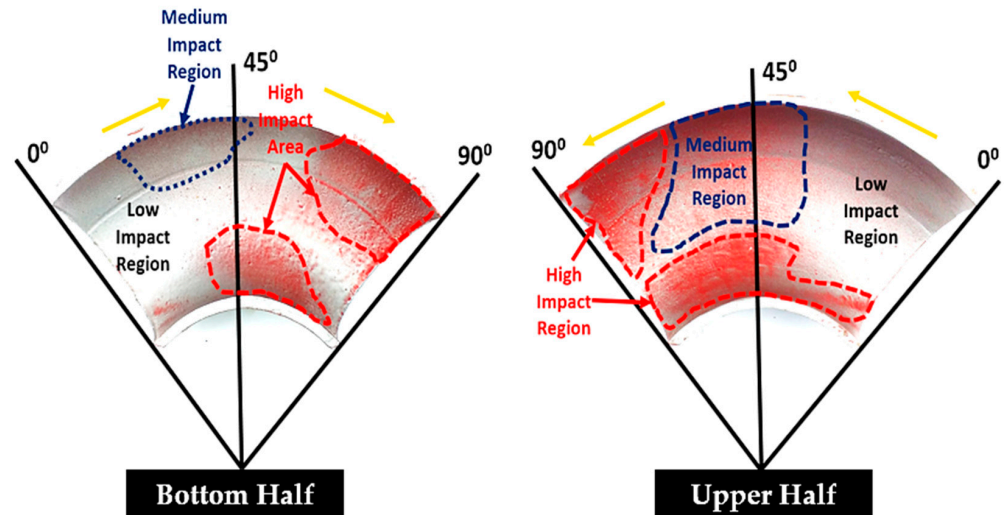 Medium
Impact
Region
45⁰
High
Impact
Area
0⁰
90⁰
Low
Impact
Region
Bottom Half
45⁰
90⁰
0⁰
Medium
Impact
Region
Low
Impact
Region
High
Impact
Region
Upper Half